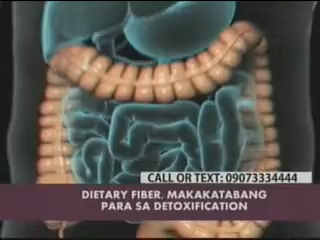 CALL OR TEXT: 09073334444
DIETARY FIBER, MAKAKATABANG
PARA SA DETOXIFICATION